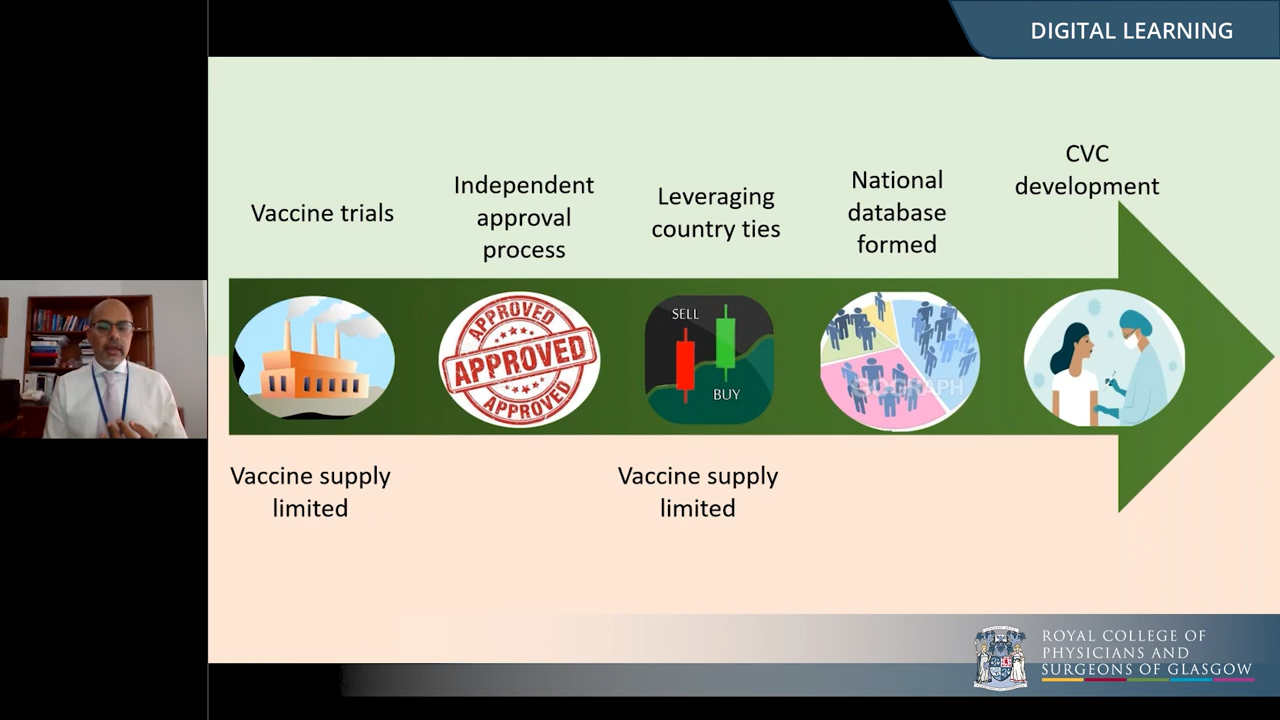 DIGITAL LEARNING
CVC
development
Independent
approval
process
National
database
formed
Leveraging
country ties
Vaccine trials
APPROVED
APPROVED
APPROVED
SELL
BUY
GOGRAPH
Vaccine supply
limited
Vaccine supply
limited
ROYAL COLLEGE OF
PHYSICIANS AND
SURGEONS OF GLASGOW